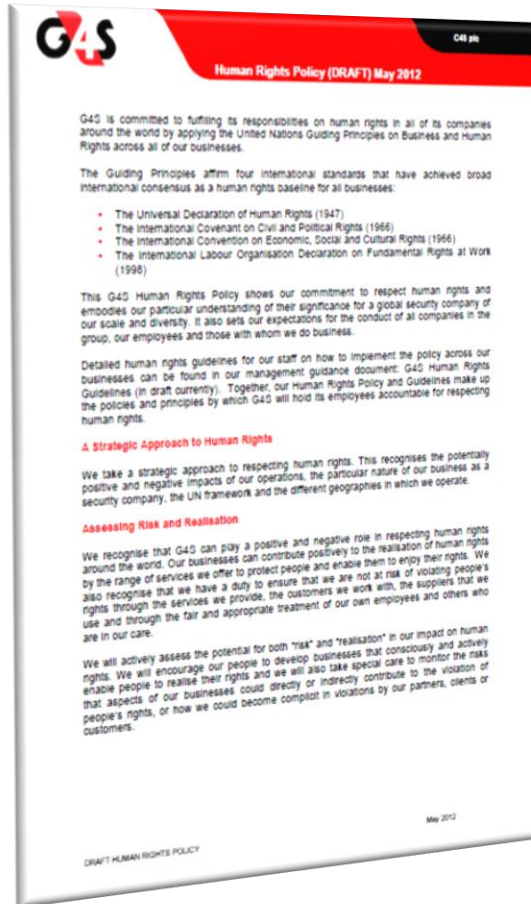 G4S
G4S plc
Human Rights Policy (DRAFT) May 2012
G4S is committed to fulfilling its responsibilities on human rights in all of its companies
around the world by applying the United Nations Guiding Principles on Business and Human
Rights across all of our businesses.
The Guiding Principles affirm four international standards that have achieved broad
international consensus as a human rights baseline for all businesses:
• The Universal Declaration of Human Rights (1947)
• The International Covenant on Civil and Political Rights (1966)
• The International Convention on Economic, Social and Cultural Rights (1966)
• The International Labour Organisation Declaration on Fundamental Rights at Work
(1998)
This G4S Human Rights Policy shows our commitment to respect human rights and
embodies our particular understanding of their significance for a global security company of
our scale and diversity. It also sets our expectations for the conduct of all companies in the
group, our employees and those with whom we do business.
Detailed human rights guidelines for our staff on how to implement the policy across our
businesses can be found in our management guidance document: G4S Human Rights
Guidelines (in draft currently). Together, our Human Rights Policy and Guidelines make up
the policies and principles by which G4S will hold its employees accountable for respecting
human rights.
A Strategic Approach to Human Rights
We take a strategic approach to respecting human rights. This recognises the potentially
positive and negative impacts of our operations, the particular nature of our business as a
security company, the UN framework and the different geographies in which we operate.
Assessing Risk and Realisation
We recognise that G4S can play a positive and negative role in respecting human rights
around the world. Our businesses can contribute positively to the realisation of human rights
by the range of services we offer to protect people and enable them to enjoy their rights. We
also recognise that we have a duty to ensure that we are not at risk of violating people's
rights through the services we provide, the customers we work with, the suppliers that we
use and through the fair and appropriate treatment of our own employees and others who
are in our care.
We will actively assess the potential for both "risk" and "realisation" in our impact on human
rights. We will encourage our people to develop businesses that consciously and actively
enable people to realise their rights and we will also take special care to monitor the risks
that aspects of our businesses could directly or indirectly contribute to the violation of
people's rights, or how we could become complicit in violations by our partners, clients or
customers.
May 2012
DRAFT HUMAN RIGHTS POLICY